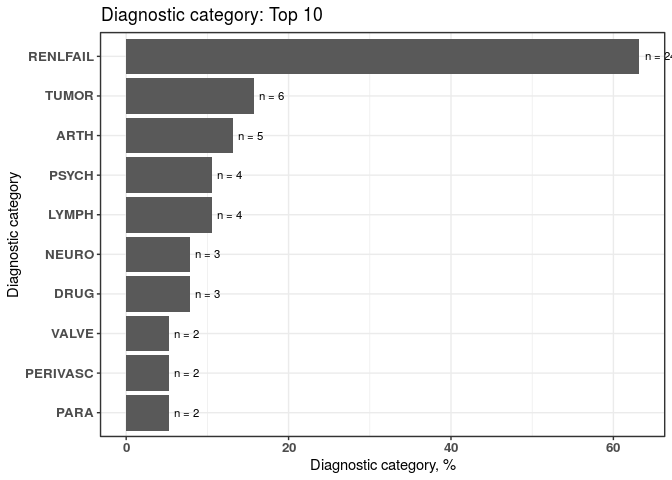 Diagnostic category: Top 10
RENLFAIL n = 24
TUMOR n = 6
ARTH n = 5
PSYCH n = 4
LYMPH n = 4
NEURO n = 3
DRUG n = 3
VALVE n = 2
PERIVASC n = 2
PARA n = 2
Diagnostic category
0 20 40 60
Diagnostic category, %